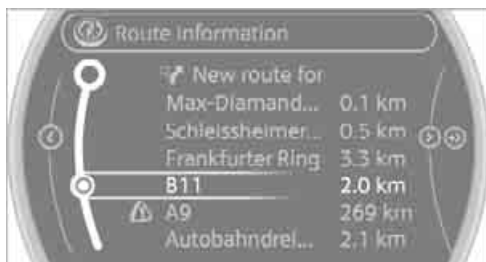 Route information
New route for
Max-Diamand... 0.1 km
Schleissheimer... 0.5 km
Frankfurter Ring 3.3 km
B11 2.0 km
A9 269 km
Autobahndrei... 2.1 km